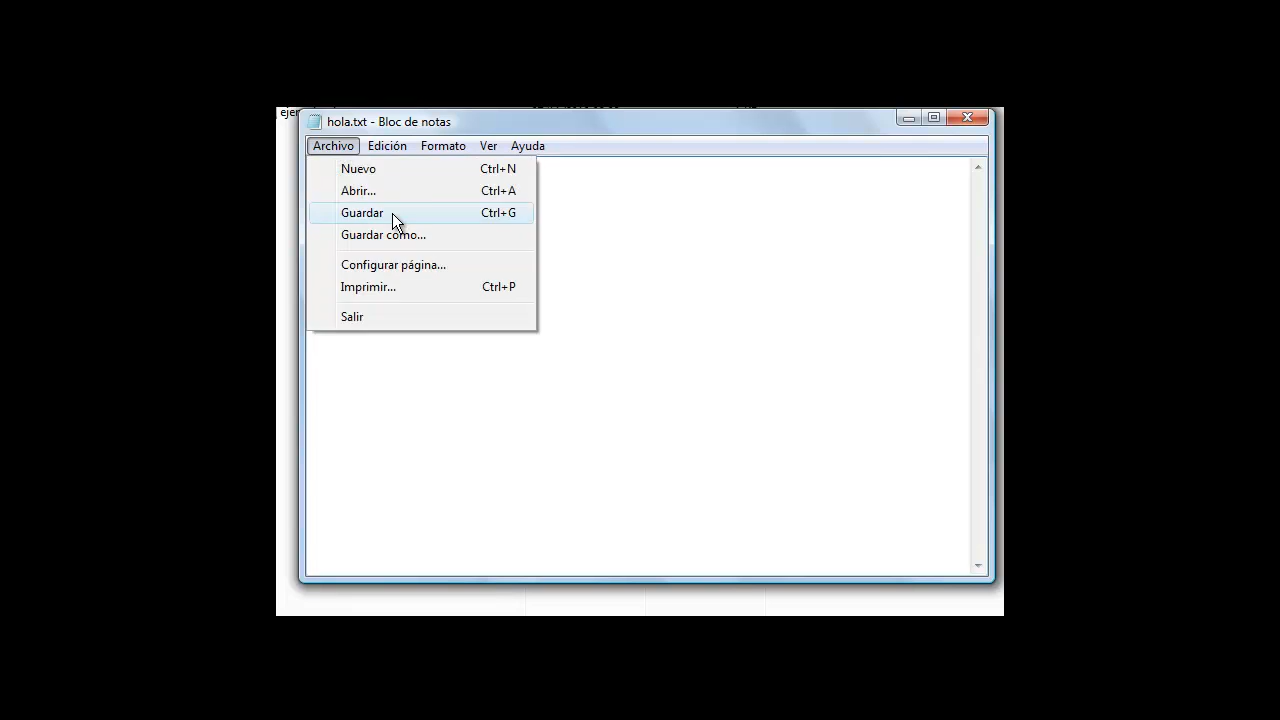 ejer
hola.txt - Bloc de notas
Archivo Edición Formato Ver Ayuda
Nuevo Ctrl+N
Abrir... Ctrl+A
Guardar Ctrl+G
Guardar como...
Configurar página...
Imprimir... Ctrl+P
Salir